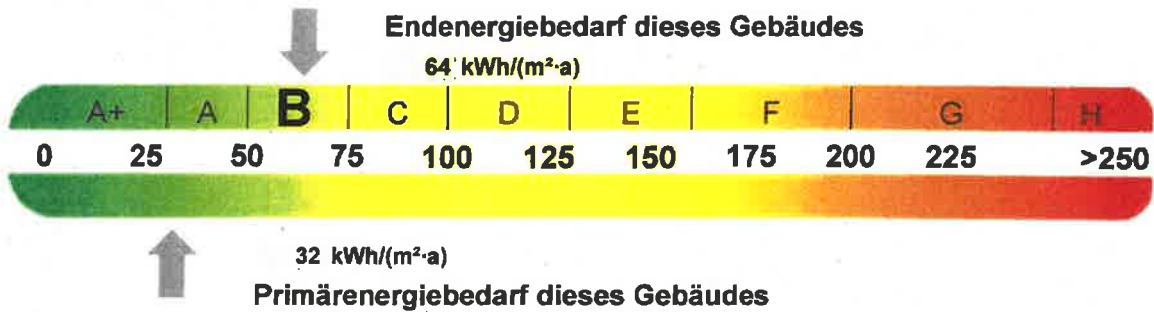 Endenergiebedarf dieses Gebäudes
64 kWh/(m²·a)
A+ A B C D E F G H
0 25 50 75 100 125 150 175 200 225 >250
32 kWh/(m²·a)
Primärenergiebedarf dieses Gebäudes